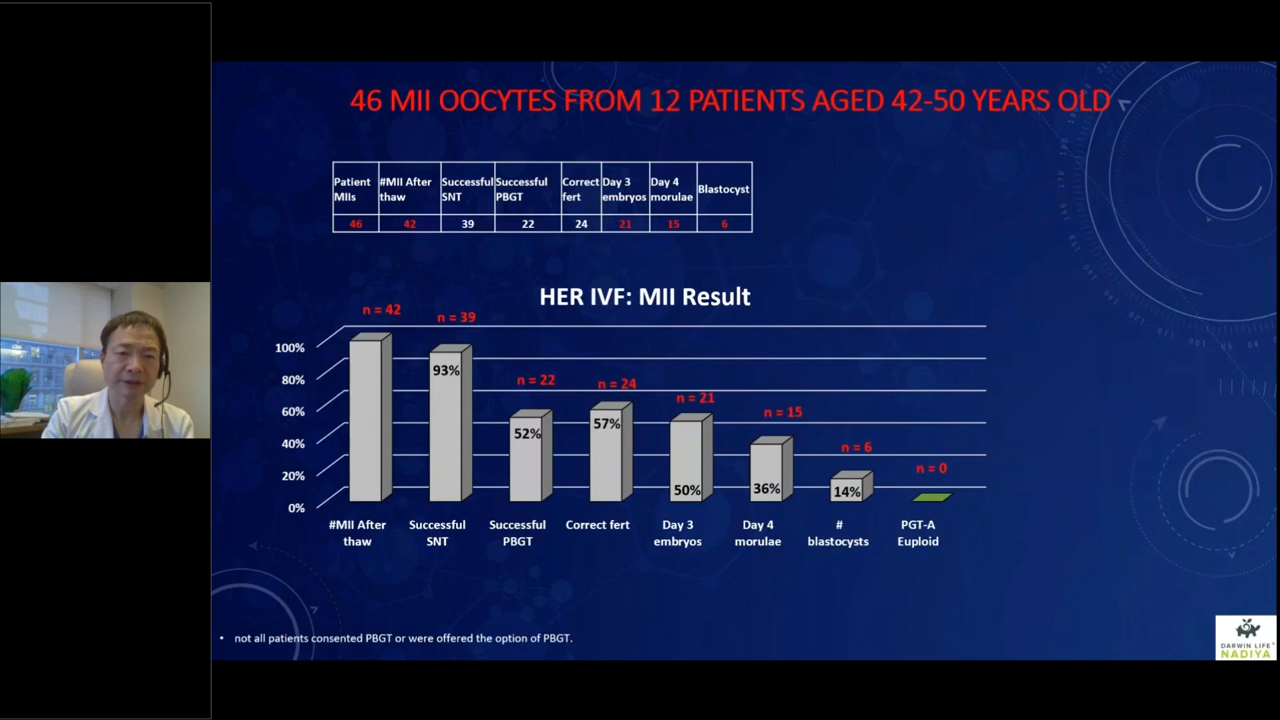 46 MII OOCYTES FROM 12 PATIENTS AGED 42-50 YEARS OLD
Patient MIIs
#MII After thaw
Successful SNT
Successful PBGT
Correct fert
Day 3 embryos
Day 4 morulae
Blastocyst
46 42 39 22 24 21 15 6
HER IVF: MII Result
n = 42
n = 39
n = 22
n = 24
n = 21
n = 15
n = 6
n = 0
100%
80%
60%
40%
20%
0%
93%
52%
57%
50%
36%
14%
#MII After thaw
Successful SNT
Successful PBGT
Correct fert
Day 3 embryos
Day 4 morulae
# blastocysts
PGT-A Euploid
• not all patients consented PBGT or were offered the option of PBGT.
DARWIN LIFE
NADIYA